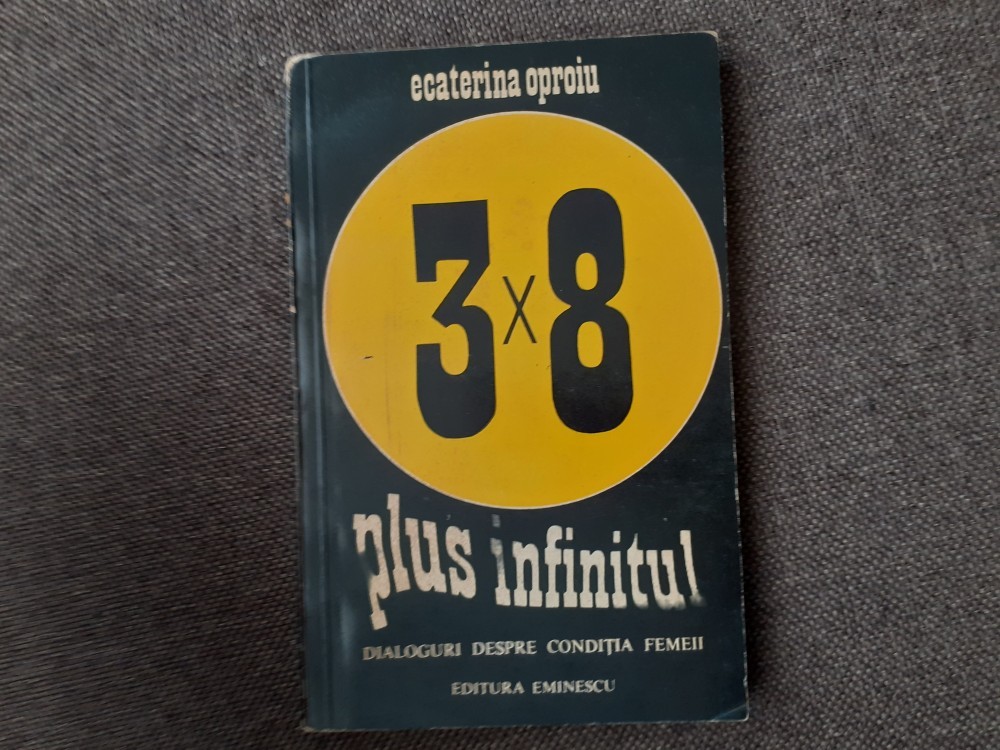 ecaterina oproiu
3x8
plus infinitul
DIALOGURI DESPRE CONDIȚIA FEMEII
EDITURA EMINESCU